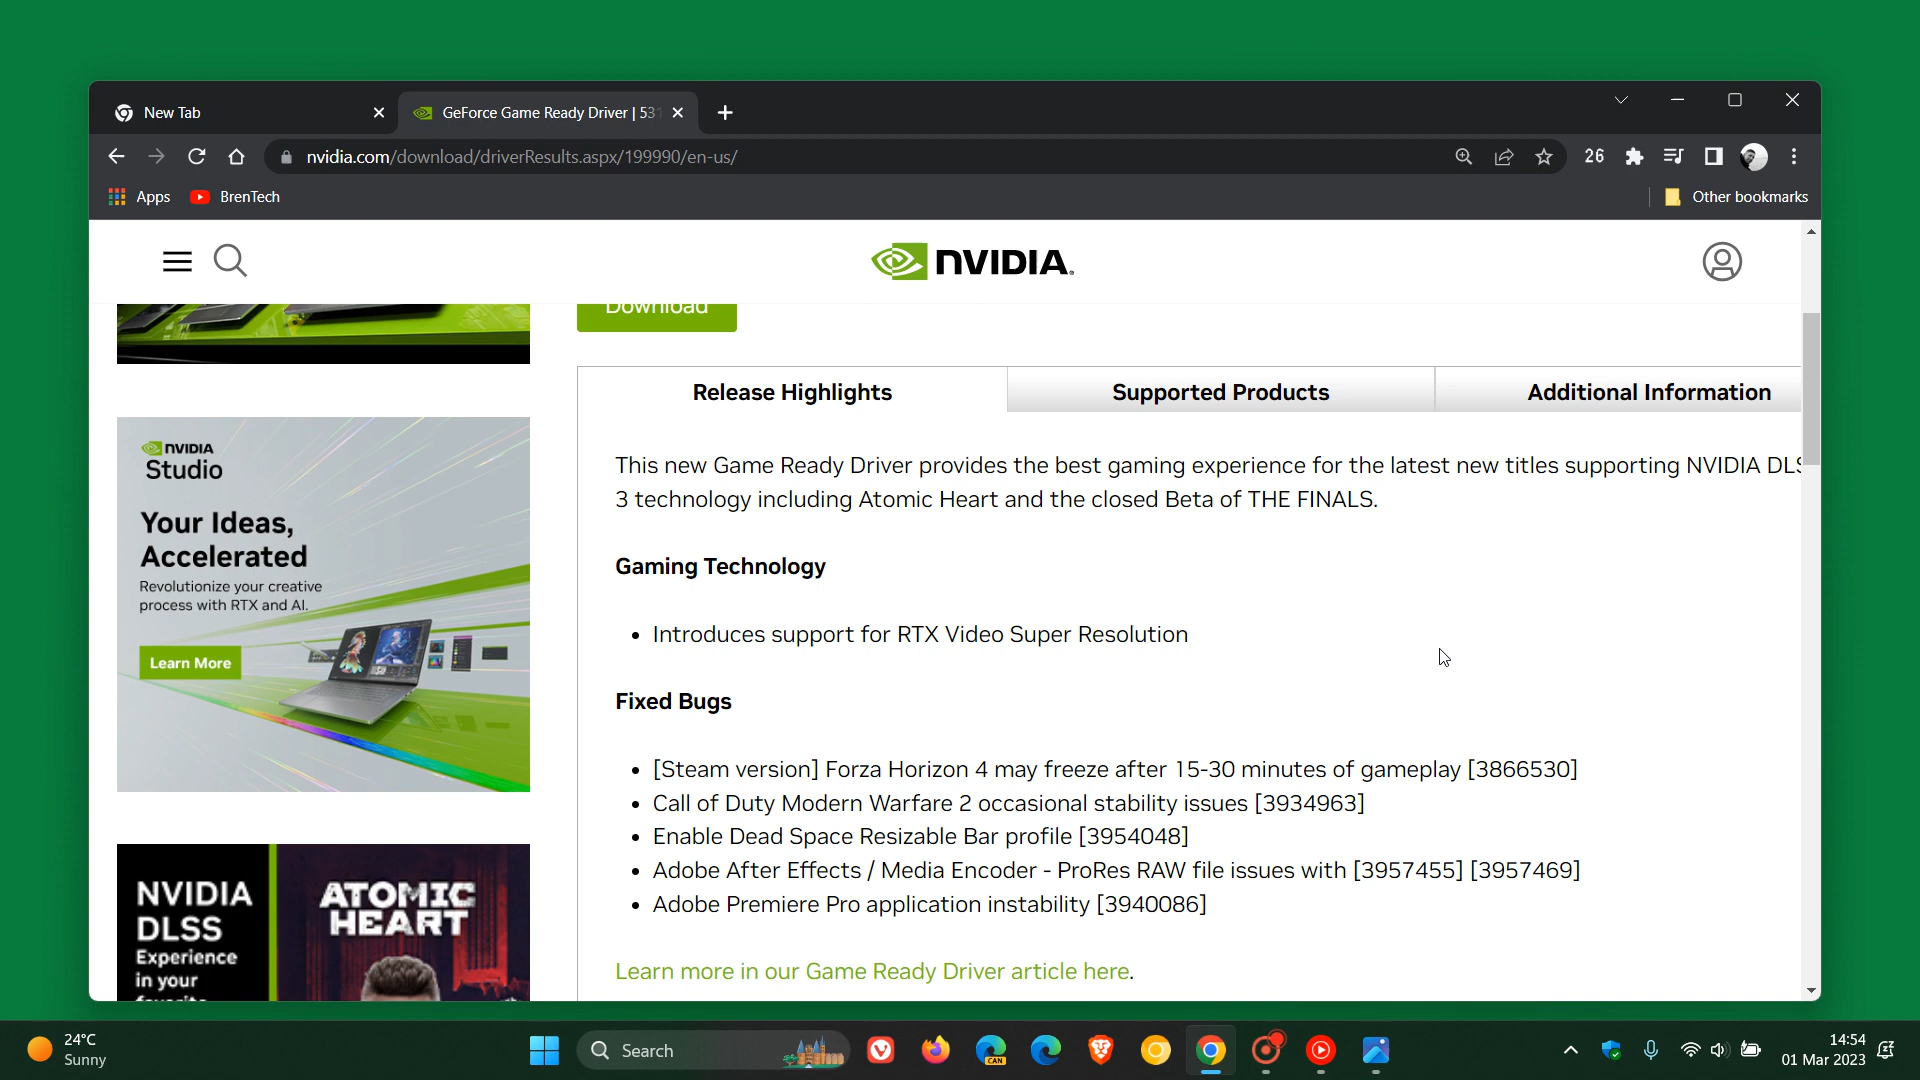 New Tab
GeForce Game Ready Driver | 531
nvidia.com/download/driverResults.aspx/199990/en-us/
26
Apps
BrenTech
Other bookmarks
NVIDIA.
Download
Release Highlights
Supported Products
Additional Information
This new Game Ready Driver provides the best gaming experience for the latest new titles supporting NVIDIA DLS
3 technology including Atomic Heart and the closed Beta of THE FINALS.
Gaming Technology
• Introduces support for RTX Video Super Resolution
Fixed Bugs
• [Steam version] Forza Horizon 4 may freeze after 15-30 minutes of gameplay [3866530]
• Call of Duty Modern Warfare 2 occasional stability issues [3934963]
• Enable Dead Space Resizable Bar profile [3954048]
• Adobe After Effects / Media Encoder - ProRes RAW file issues with [3957455] [3957469]
• Adobe Premiere Pro application instability [3940086]
Learn more in our Game Ready Driver article here.
NVIDIA
Studio
Your Ideas,
Accelerated
Revolutionize your creative
process with RTX and AI.
Learn More
NVIDIA
DLSS
Experience
in your
ATOMIC
HEART
24°C
Sunny
Search
CAN
14:54
01 Mar 2023